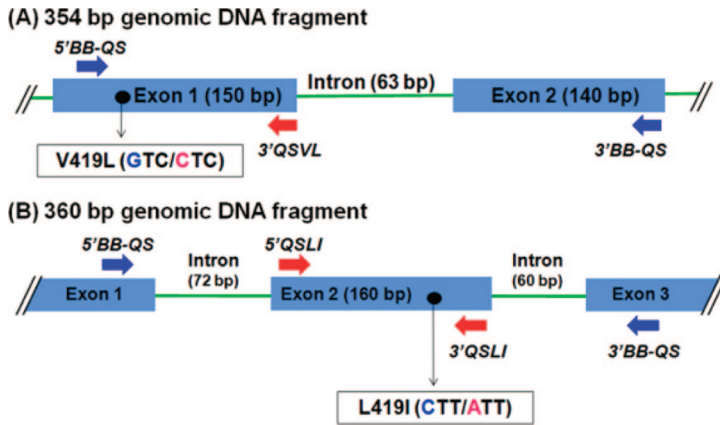 (A) 354 bp genomic DNA fragment
5'BB-QS
Exon 1 (150 bp)
Intron (63 bp)
Exon 2 (140 bp)
3'QSVL
3'BB-QS
V419L (GTC/CTC)
(B) 360 bp genomic DNA fragment
5'BB-QS
Intron
(72 bp)
5'QSLI
Intron
(60 bp)
Exon 1
Exon 2 (160 bp)
Exon 3
3'QSLI
3'BB-QS
L419I (CTT/ATT)